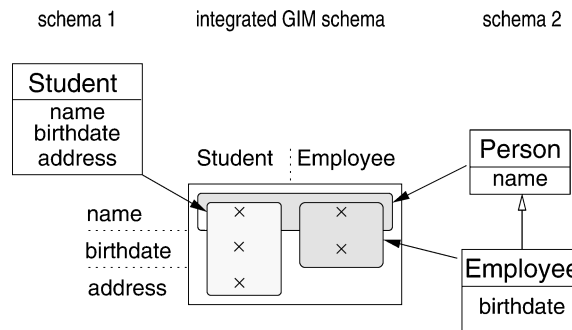 schema 1 integrated GIM schema schema 2
Student
name
birthdate
address
Student Employee
name
birthdate
address
× ×
× ×
×
Person
name
Employee
birthdate